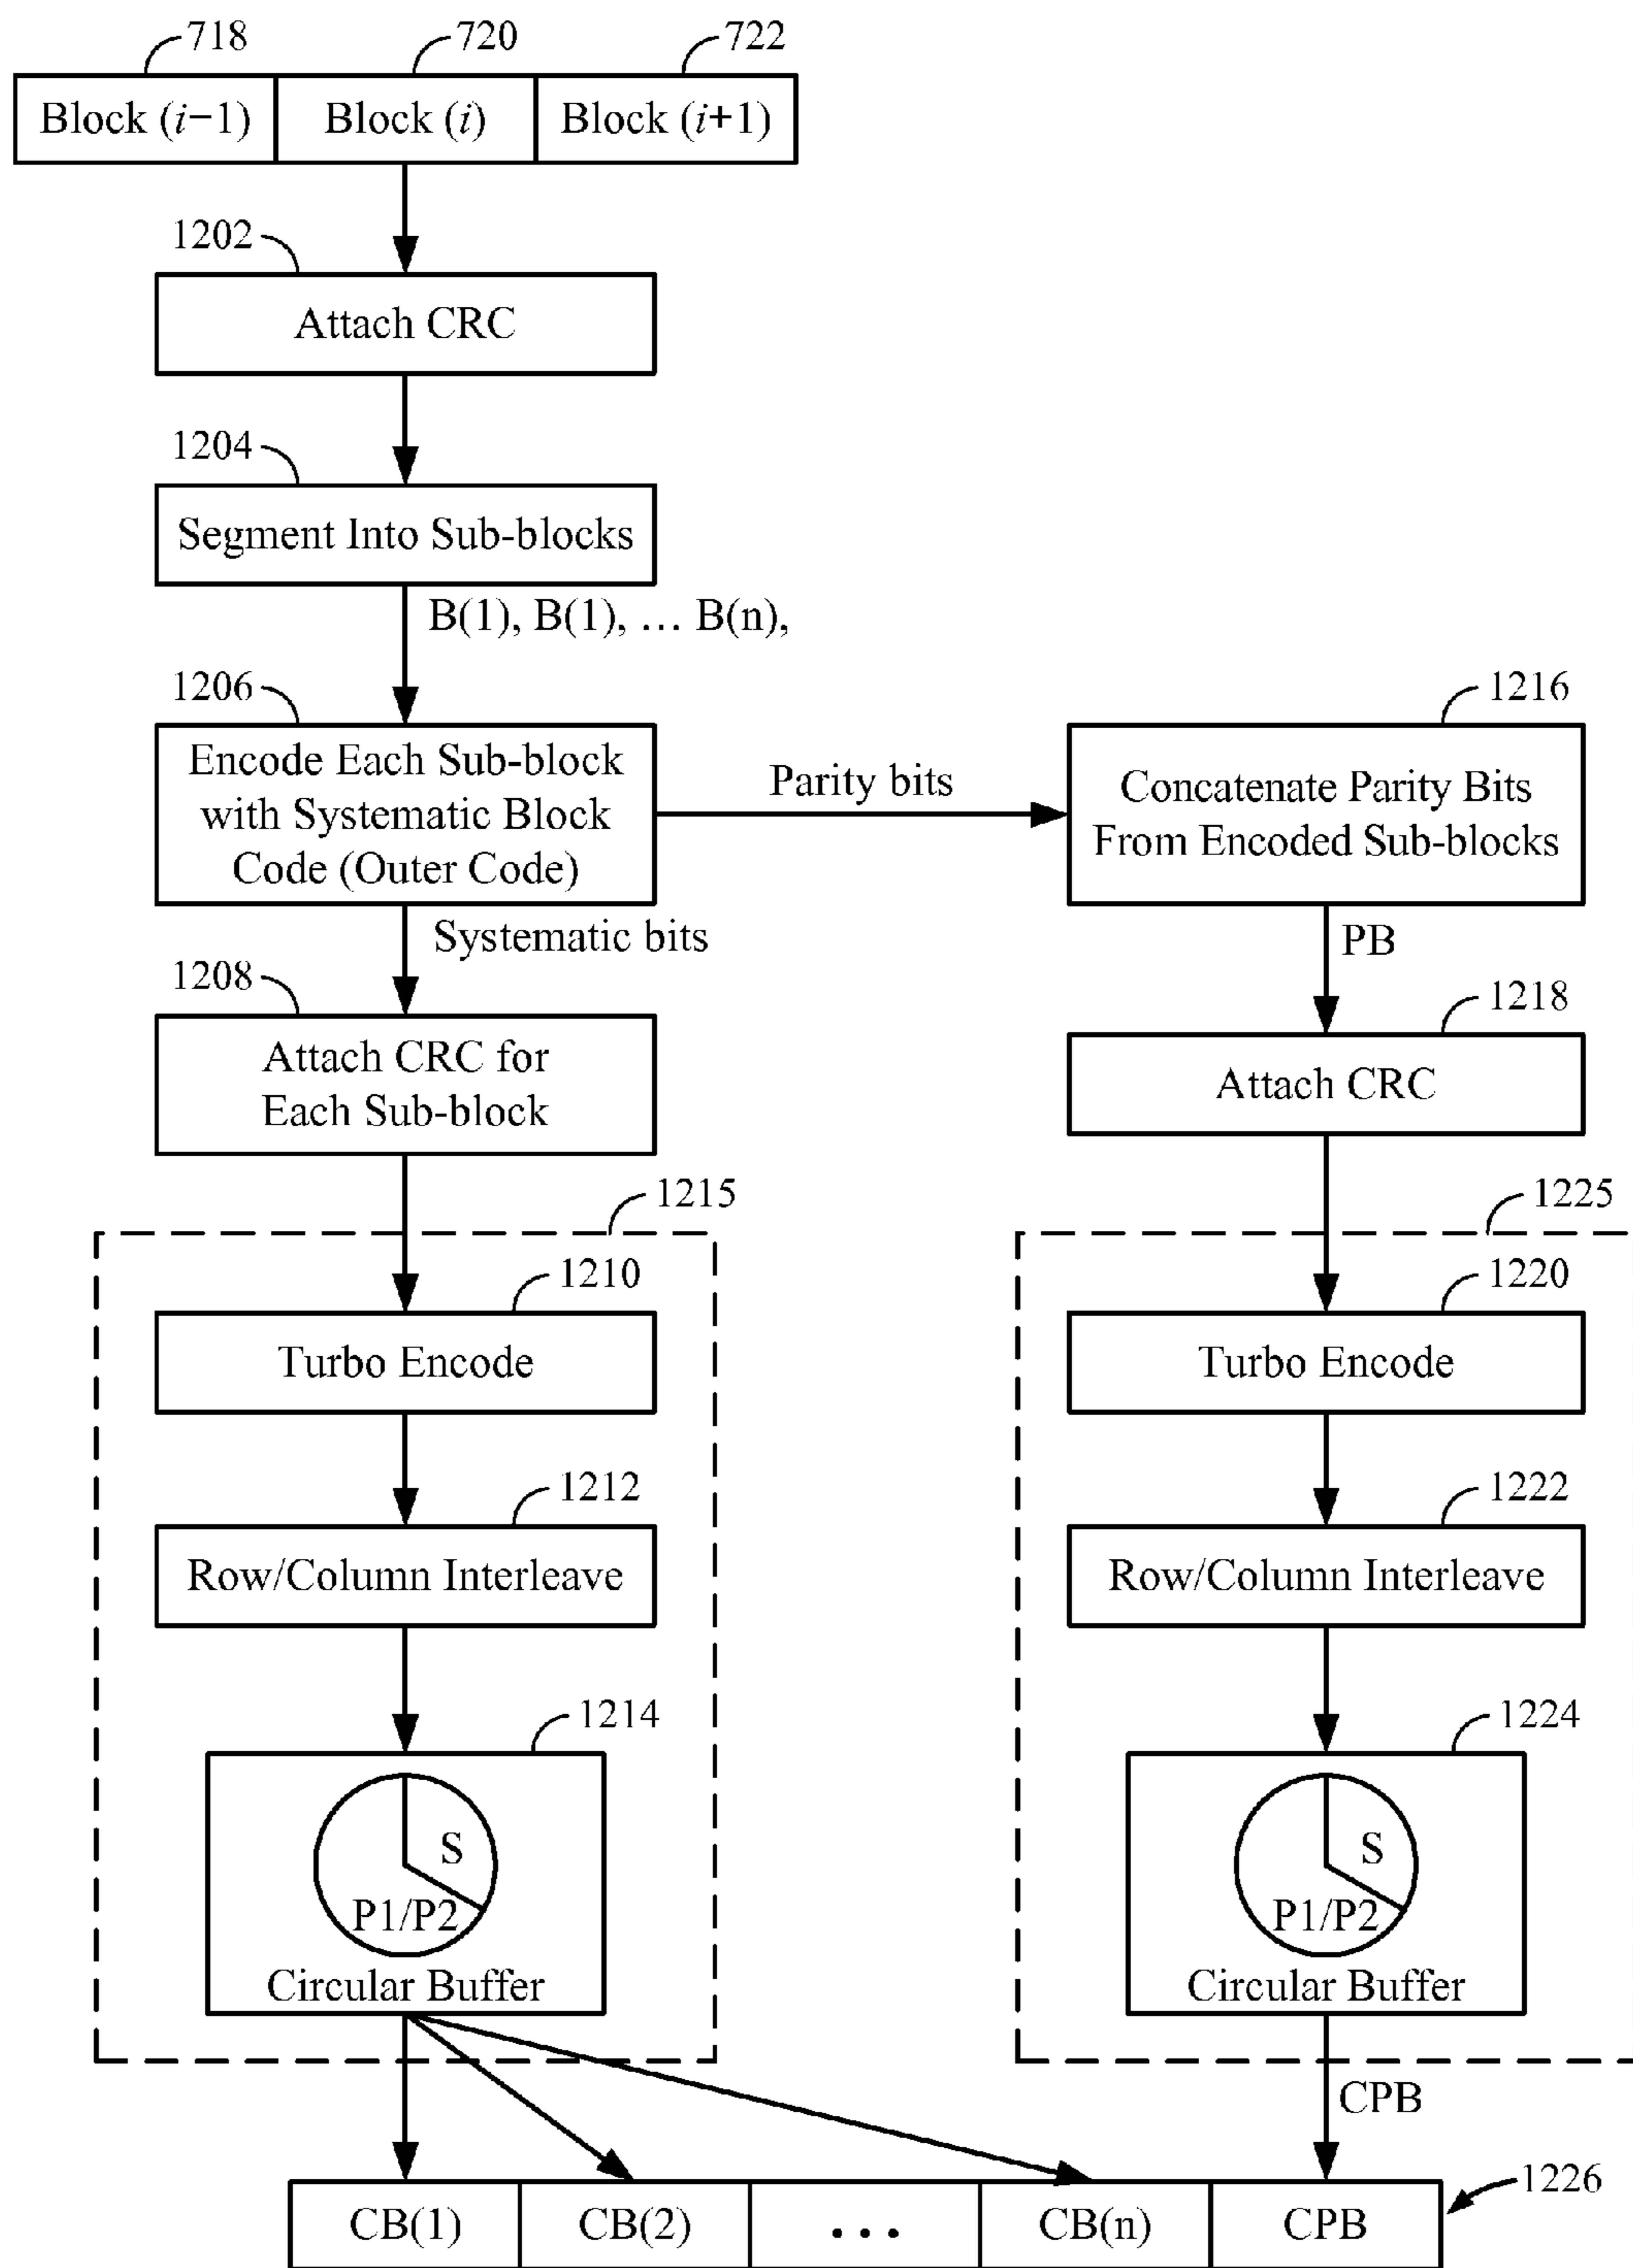 718 720 722
Block (i−1) Block (i) Block (i+1)
1202
Attach CRC
1204
Segment Into Sub-blocks
B(1), B(1), … B(n),
1206
Encode Each Sub-block
with Systematic Block
Code (Outer Code)
Parity bits
1216
Concatenate Parity Bits
From Encoded Sub-blocks
Systematic bits
PB
1208
Attach CRC for
Each Sub-block
1218
Attach CRC
1215
1210
Turbo Encode
1212
Row/Column Interleave
1214
S
P1/P2
Circular Buffer
1225
1220
Turbo Encode
1222
Row/Column Interleave
1224
S
P1/P2
Circular Buffer
CPB
1226
CB(1) CB(2) ... CB(n) CPB